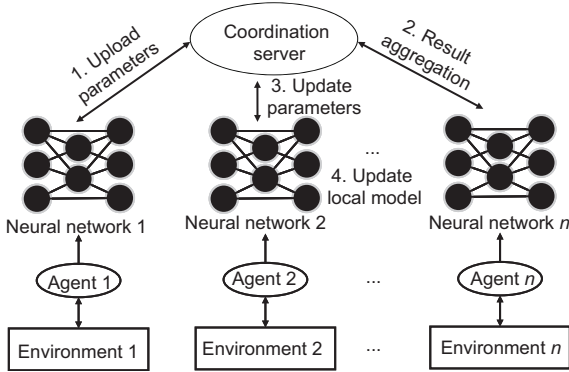 Coordination
server
1. Upload
parameters
2. Result
aggregation
3. Update
parameters
...
4. Update
local model
Neural network 1
Neural network 2
Neural network n
Agent 1
Agent 2
...
Agent n
Environment 1
Environment 2
...
Environment n